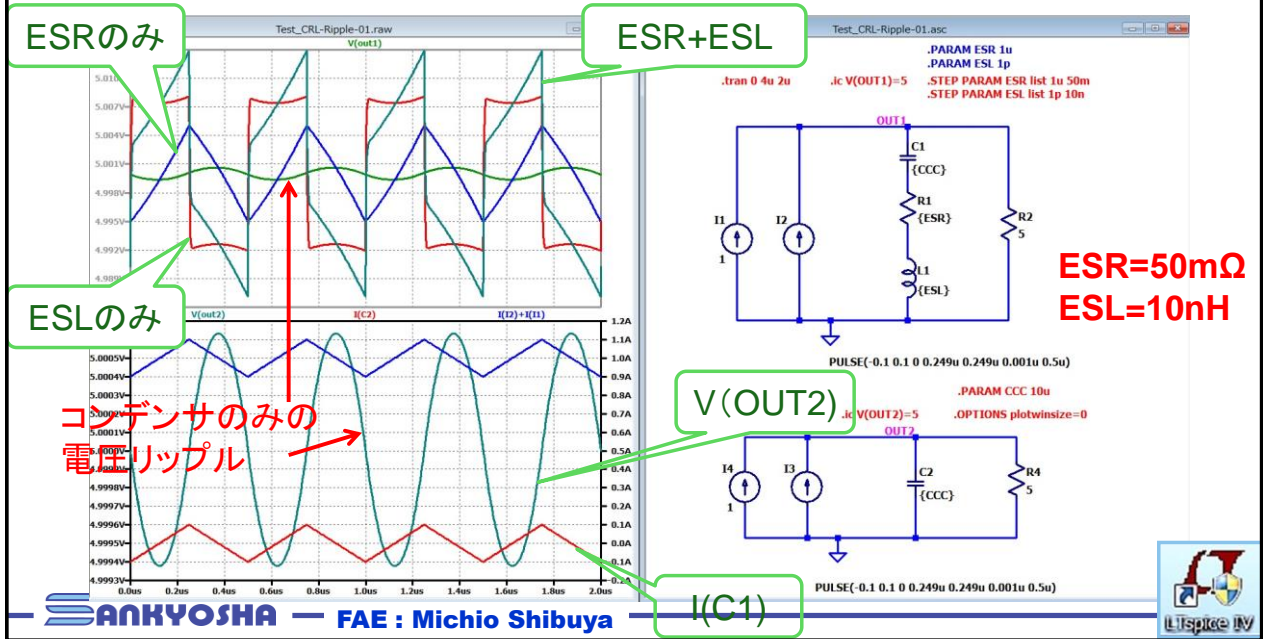 ESRのみ
Test_CRL-Ripple-01.raw
V(out1)
ESR+ESL
5.007V
5.004V
5.001V
4.998V
4.995V
4.992V
ESLのみ
V(out2)
I(C2)
I(I2)+I(I1)
5.0005V
5.0004V
4.9997V
4.9996V
4.9995V
4.9994V
4.9993V
1.2A
1.1A
1.0A
0.9A
0.8A
0.7A
0.6A
0.5A
0.4A
0.3A
0.2A
0.1A
0.0A
コンデンサのみの
電圧リップル
0.0us
0.2us
0.4us
0.6us
0.8us
1.0us
1.2us
1.4us
1.6us
1.8us
2.0us
V(OUT2)
I(C1)
Test_CRL-Ripple-01.asc
.PARAM ESR 1u
.PARAM ESL 1p
.tran 0 4u 2u
.ic V(OUT1)=5
.STEP PARAM ESR list 1u 50m
.STEP PARAM ESL list 1p 10n
OUT1
C1
{CCC}
R1
{ESR}
L1
{ESL}
I1
1
I2
R2
5
ESR=50mΩ
ESL=10nH
PULSE(-0.1 0.1 0 0.249u 0.249u 0.001u 0.5u)
.PARAM CCC 10u
V(OUT2)=5
.OPTIONS plotwinsize=0
OUT2
I4
1
I3
C2
{CCC}
R4
5
PULSE(-0.1 0.1 0 0.249u 0.249u 0.001u 0.5u)
SANKYOSHA
FAE : Michio Shibuya
LTspice IV